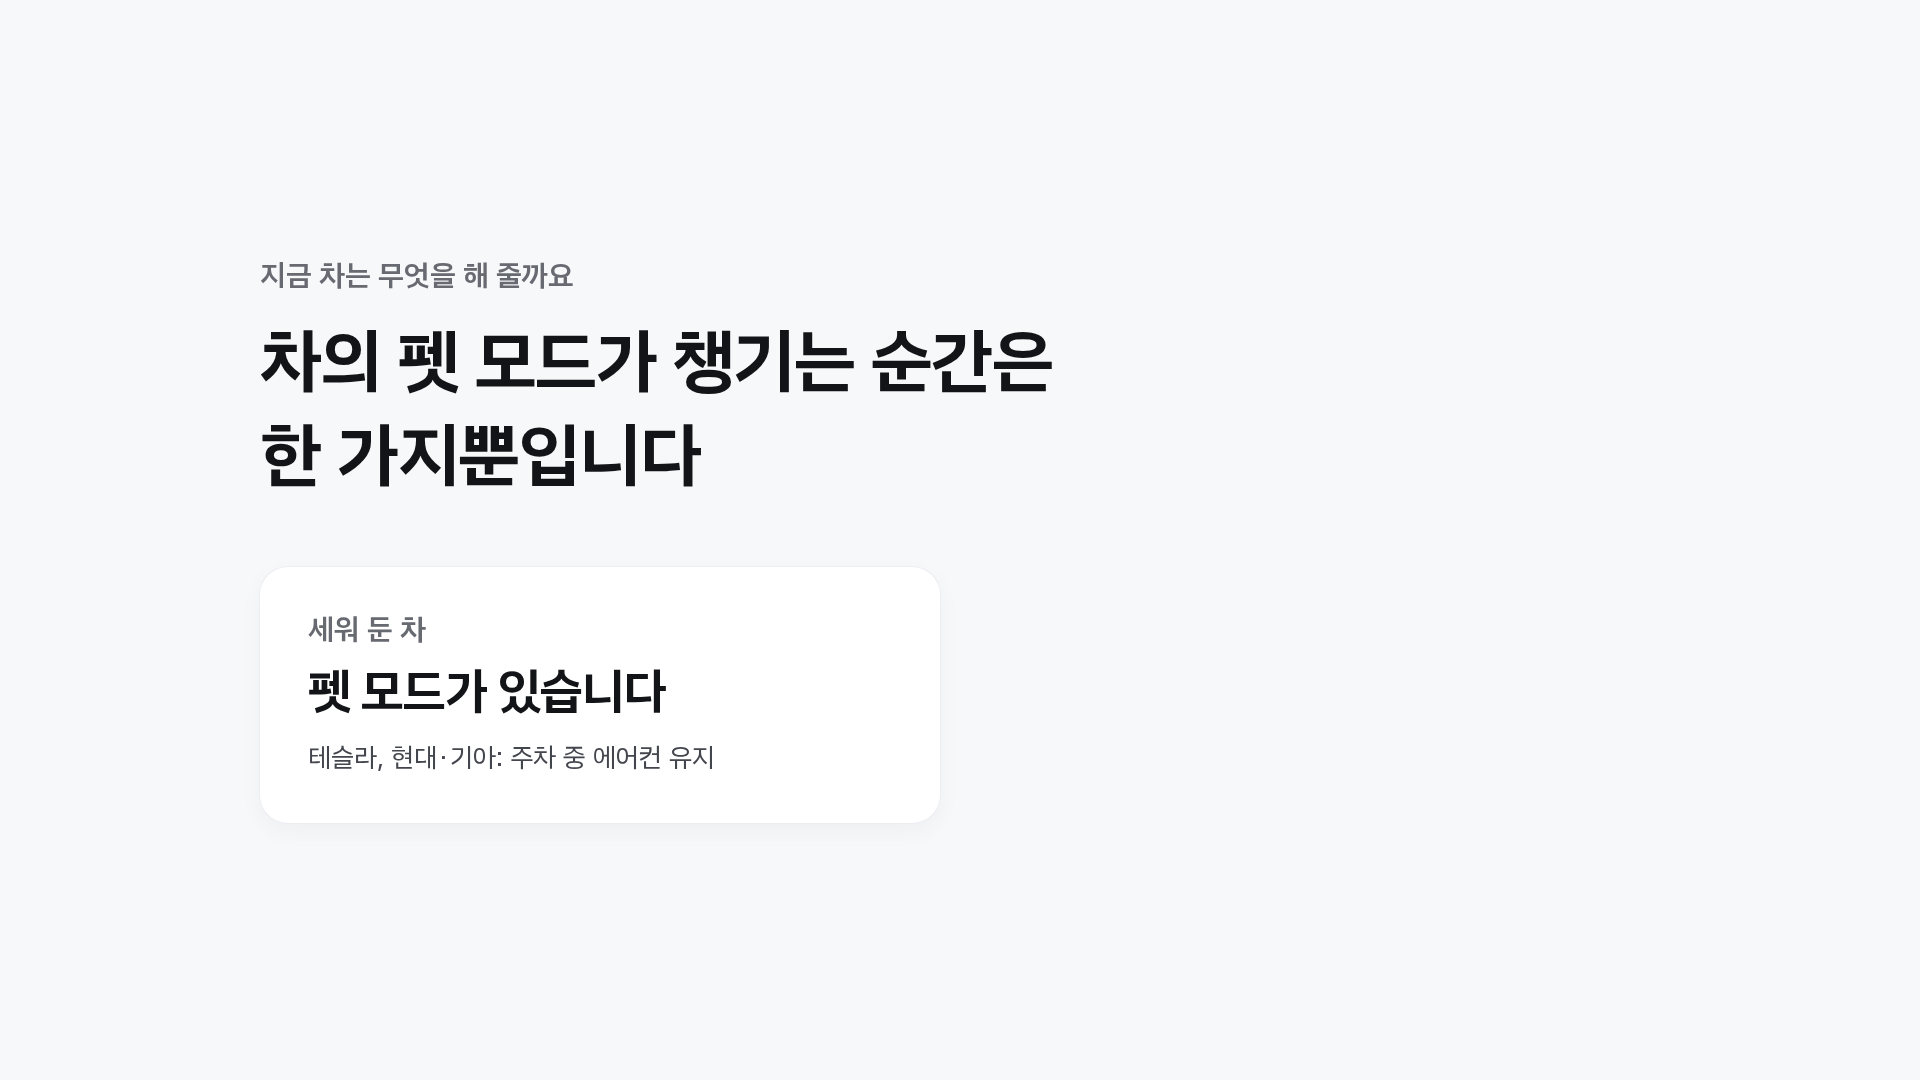 지금 차는 무엇을 해 줄까요
차의 펫 모드가 챙기는 순간은
한 가지뿐입니다
세워 둔 차
펫 모드가 있습니다
테슬라, 현대·기아: 주차 중 에어컨 유지